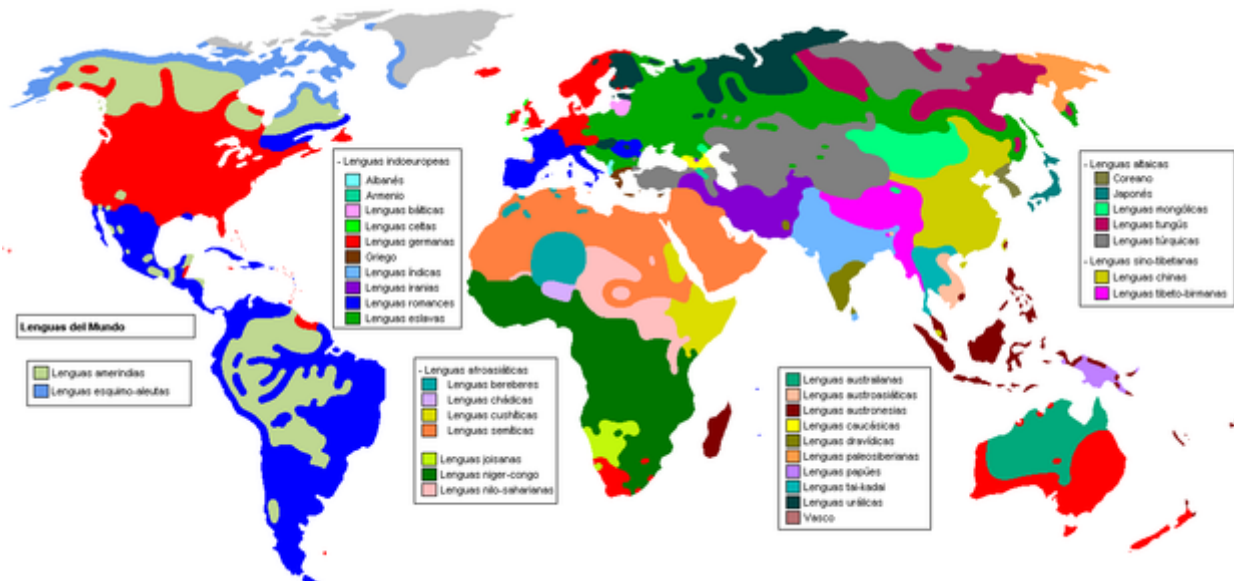 - Lenguas indoeuropeas
Albanés
Armenio
Lenguas bálticas
Lenguas celtas
Lenguas germanas
Griego
Lenguas índicas
Lenguas iranias
Lenguas romances
Lenguas eslavas
- Lenguas altaicas
Coreano
Japonés
Lenguas mongólicas
Lenguas tungús
Lenguas túrquicas
- Lenguas sino-tibetanas
Lenguas chinas
Lenguas tibeto-birmanas
Lenguas del Mundo
Lenguas amerindias
Lenguas esquimo-aleutas
- Lenguas afroasiáticas
Lenguas bereberes
Lenguas chádicas
Lenguas cushíticas
Lenguas semíticas
Lenguas joisanas
Lenguas niger-congo
Lenguas nilo-saharianas
Lenguas australianas
Lenguas austroasiáticas
Lenguas austronesias
Lenguas caucásicas
Lenguas dravídicas
Lenguas paleosiberianas
Lenguas papúes
Lenguas tai-kadai
Lenguas urálicas
Vasco